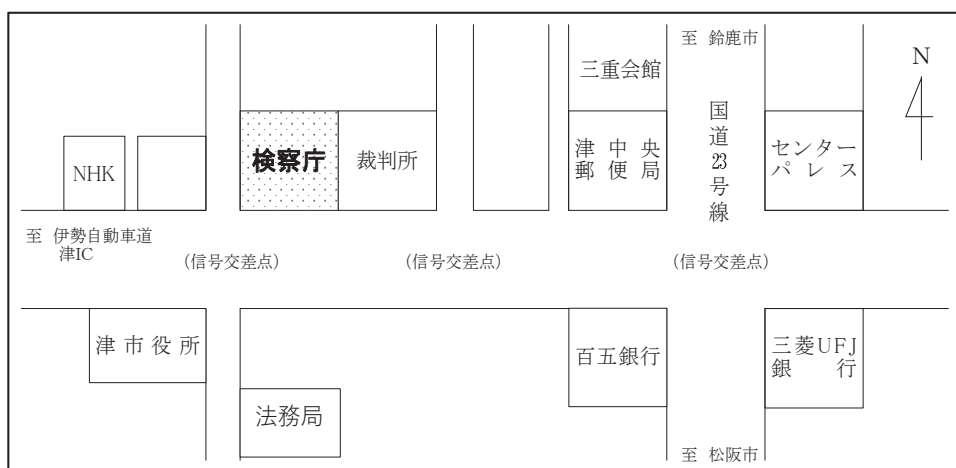 至 鈴鹿市
N
三重会館
国道23号線
NHK
検察庁
裁判所
津中央
郵便局
センター
パレス
至 伊勢自動車道
津IC
(信号交差点)
(信号交差点)
(信号交差点)
津市役所
百五銀行
三菱UFJ
銀行
法務局
至 松阪市